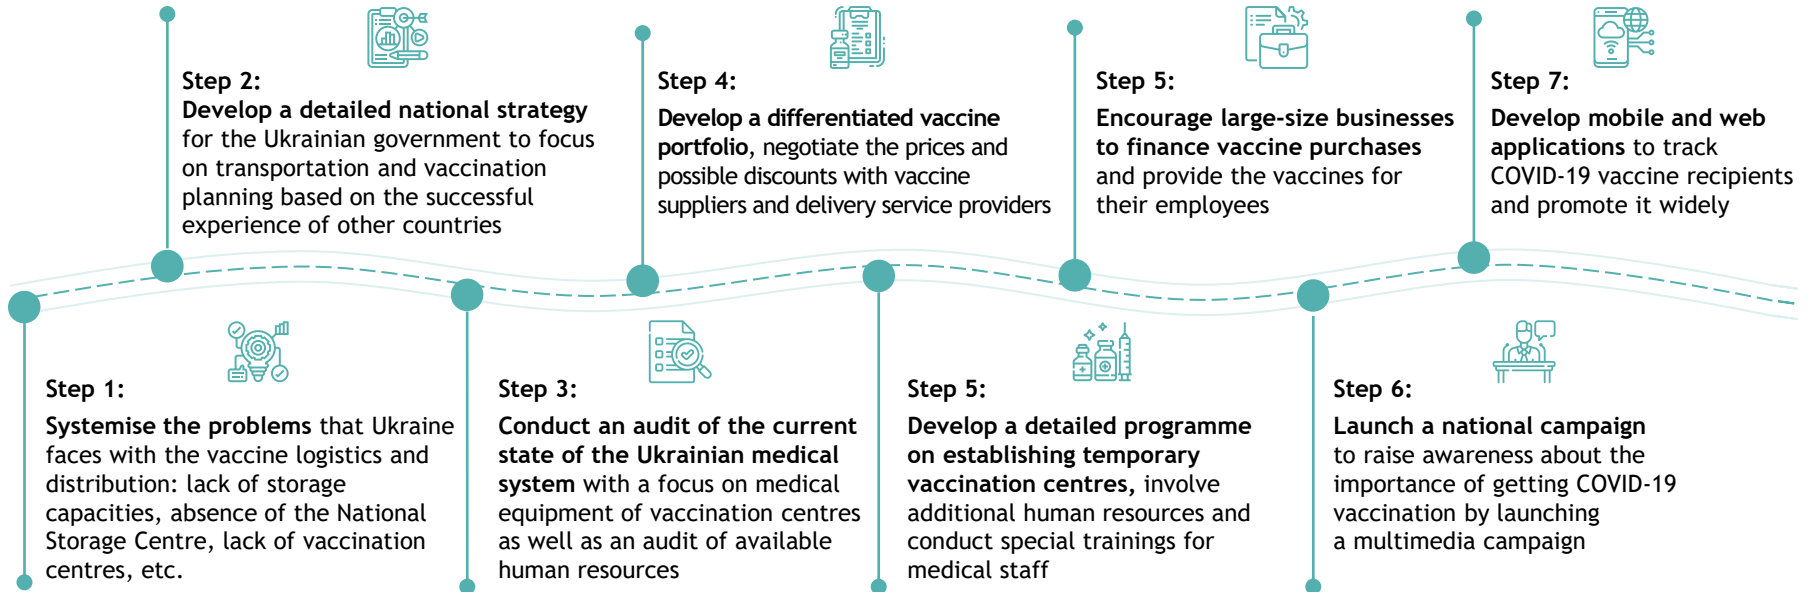 Step 1:
Systemise the problems that Ukraine
faces with the vaccine logistics and
distribution: lack of storage
capacities, absence of the National
Storage Centre, lack of vaccination
centres, etc.
Step 2:
Develop a detailed national strategy
for the Ukrainian government to focus
on transportation and vaccination
planning based on the successful
experience of other countries
Step 3:
Conduct an audit of the current
state of the Ukrainian medical
system with a focus on medical
equipment of vaccination centres
as well as an audit of available
human resources
Step 4:
Develop a differentiated vaccine
portfolio, negotiate the prices and
possible discounts with vaccine
suppliers and delivery service providers
Step 5:
Develop a detailed programme
on establishing temporary
vaccination centres, involve
additional human resources and
conduct special trainings for
medical staff
Step 5:
Encourage large-size businesses
to finance vaccine purchases
and provide the vaccines for
their employees
Step 6:
Launch a national campaign
to raise awareness about the
importance of getting COVID-19
vaccination by launching
a multimedia campaign
Step 7:
Develop mobile and web
applications to track
COVID-19 vaccine recipients
and promote it widely